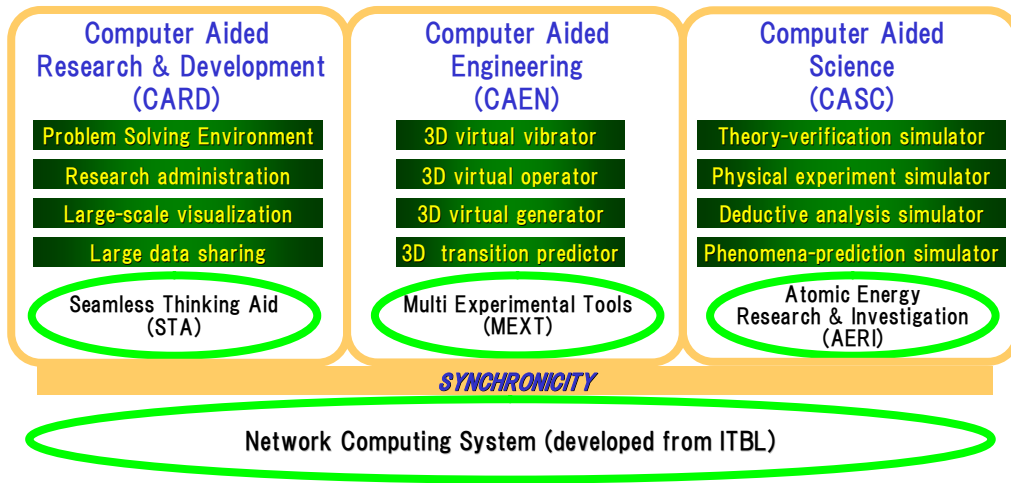 Computer Aided
Research & Development
(CARD)
Problem Solving Environment
Research administration
Large-scale visualization
Large data sharing
Seamless Thinking Aid
(STA)
Computer Aided
Engineering
(CAEN)
3D virtual vibrator
3D virtual operator
3D virtual generator
3D transition predictor
Multi Experimental Tools
(MEXT)
Computer Aided
Science
(CASC)
Theory-verification simulator
Physical experiment simulator
Deductive analysis simulator
Phenomena-prediction simulator
Atomic Energy
Research & Investigation
(AERI)
SYNCHRONICITY
Network Computing System (developed from ITBL)